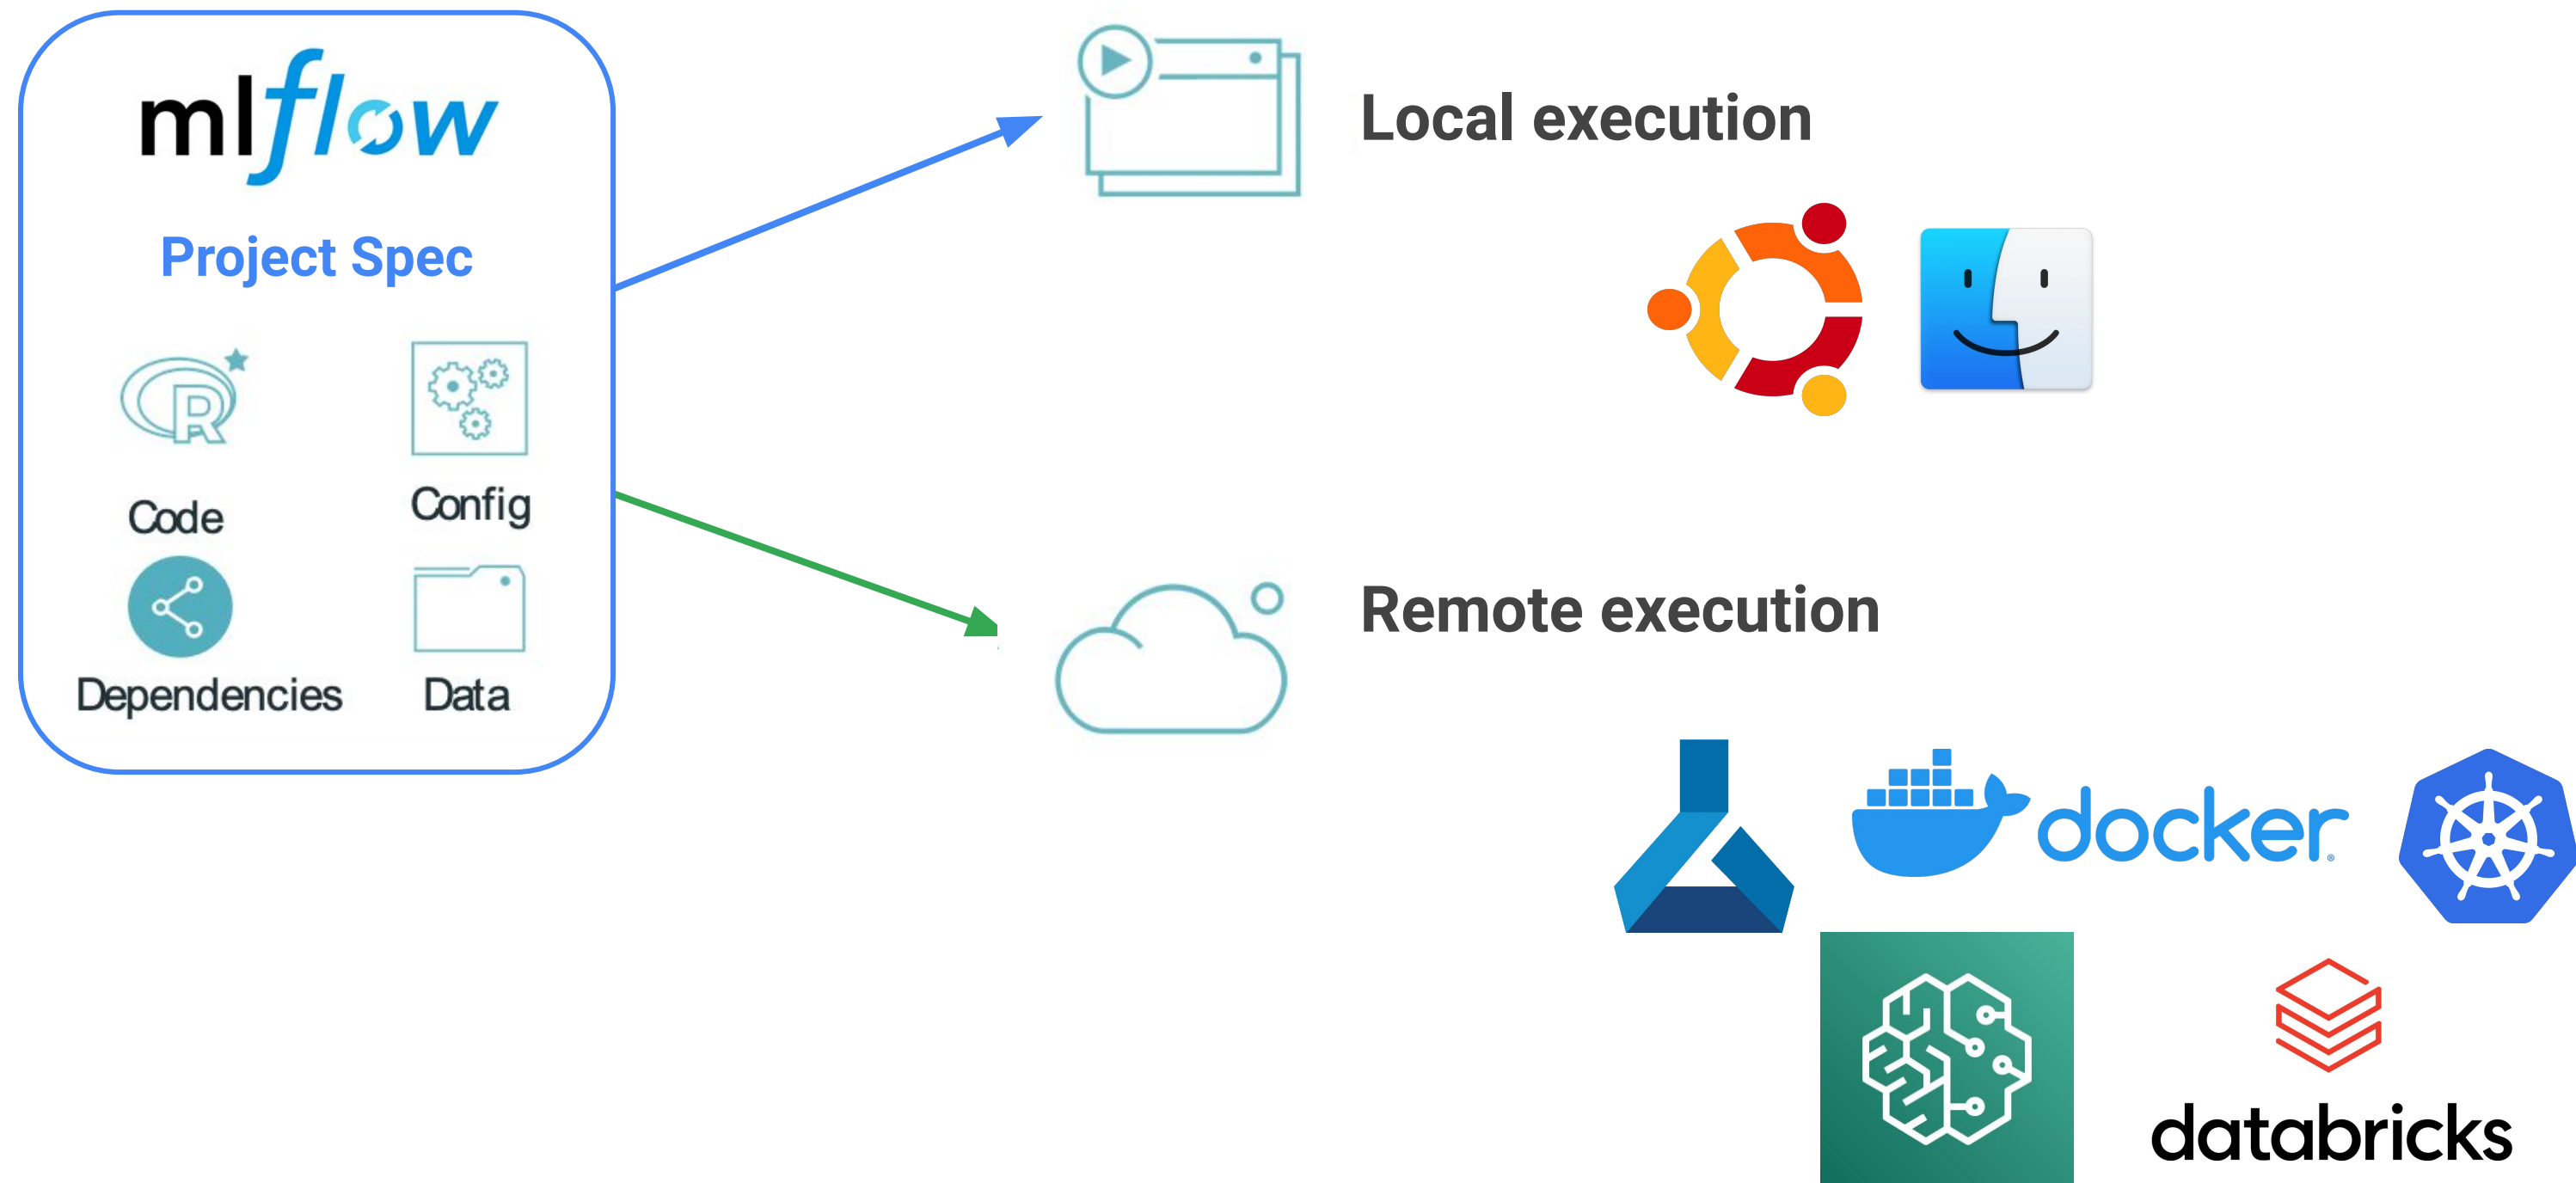 mlflow
Project Spec
Code
Config
Dependencies
Data
Local execution
R
Remote execution
docker
databricks